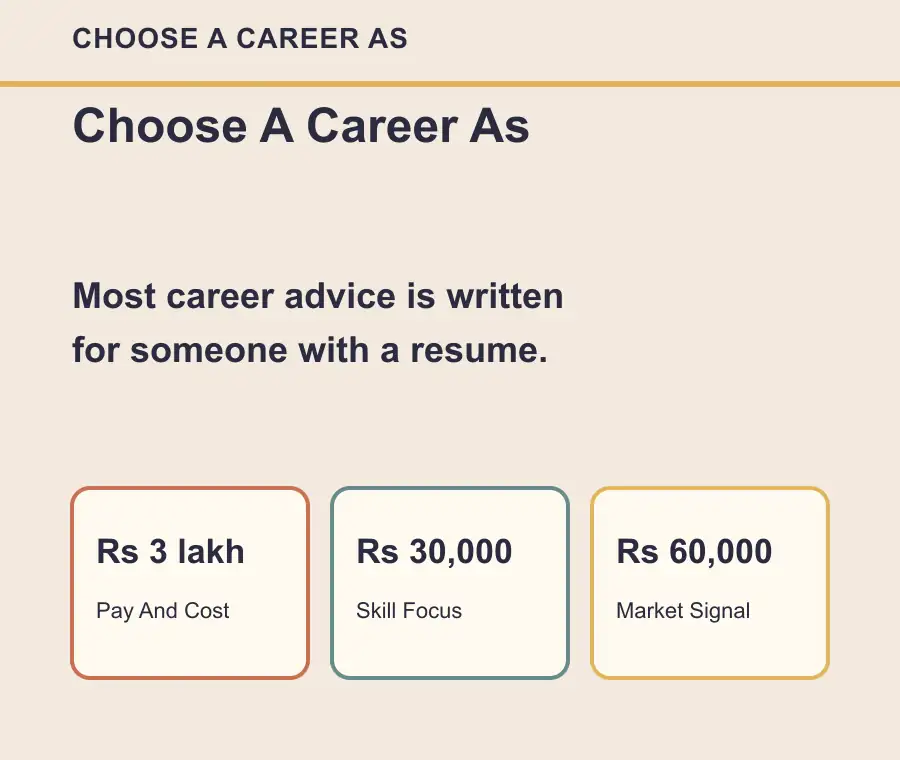 CHOOSE A CAREER AS
Choose A Career As
Most career advice is written
for someone with a resume.
Rs 3 lakh
Pay And Cost
Rs 30,000
Skill Focus
Rs 60,000
Market Signal